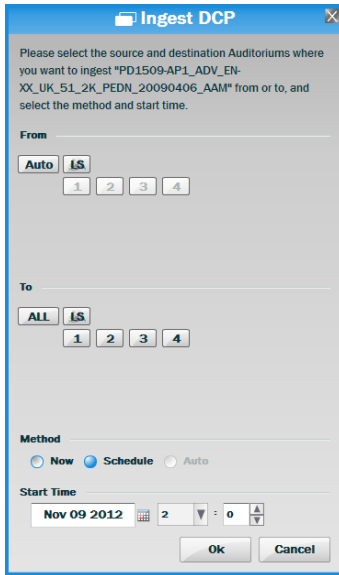 Ingest DCP
Please select the source and destination Auditoriums where
you want to ingest "PD1509-AP1_ADV_EN-
XX_UK_51_2K_PEDN_20090406_AAM" from or to, and
select the method and start time.
From
Auto LS
1 2 3 4
To
ALL LS
1 2 3 4
Method
Now Schedule Auto
Start Time
Nov 09 2012 2 : 0
Ok Cancel